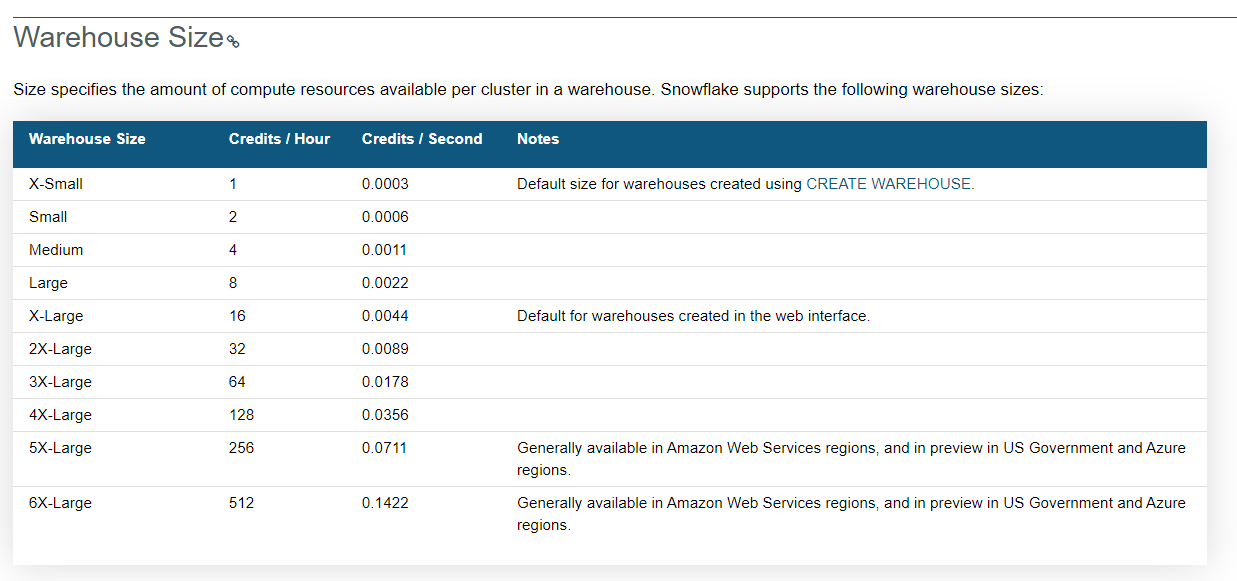 Warehouse Size
Size specifies the amount of compute resources available per cluster in a warehouse. Snowflake supports the following warehouse sizes:
Warehouse Size Credits / Hour Credits / Second Notes
X-Small 1 0.0003 Default size for warehouses created using CREATE WAREHOUSE.
Small 2 0.0006
Medium 4 0.0011
Large 8 0.0022
X-Large 16 0.0044 Default for warehouses created in the web interface.
2X-Large 32 0.0089
3X-Large 64 0.0178
4X-Large 128 0.0356
5X-Large 256 0.0711 Generally available in Amazon Web Services regions, and in preview in US Government and Azure
regions.
6X-Large 512 0.1422 Generally available in Amazon Web Services regions, and in preview in US Government and Azure
regions.